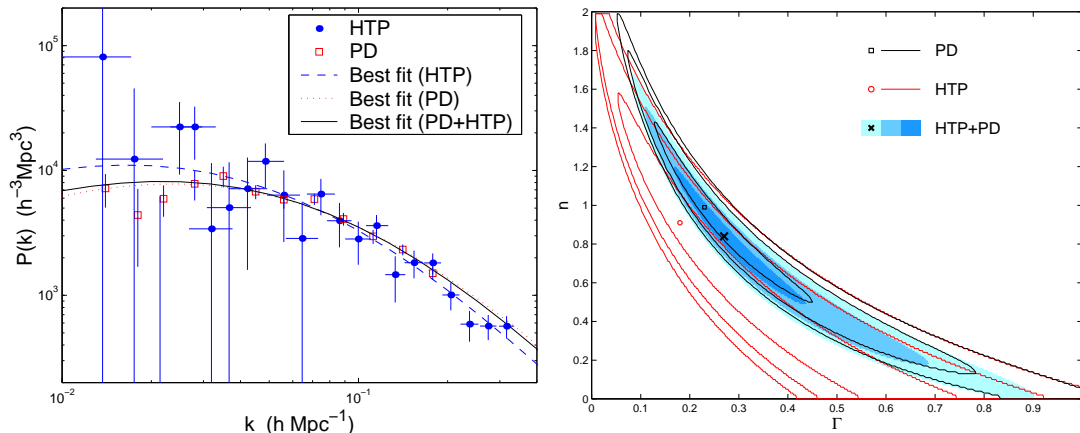 HTP
PD
Best fit (HTP)
Best fit (PD)
Best fit (PD+HTP)
10^5
10^4
10^3
P(k) (h^−3Mpc^3)
10^−2
10^−1
k (h Mpc^−1)
PD
HTP
HTP+PD
2
1.8
1.6
1.4
1.2
1
0.8
0.6
0.4
0.2
0
n
0 0.1 0.2 0.3 0.4 0.5 0.6 0.7 0.8 0.9
Γ